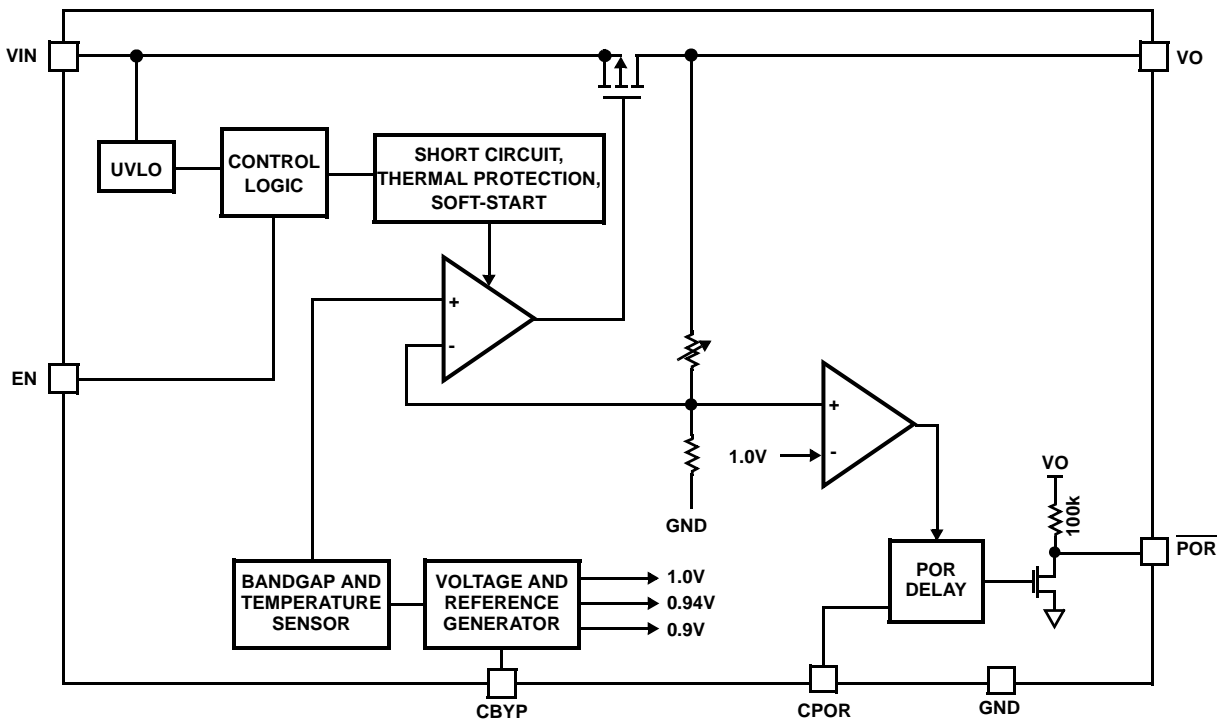 VIN
VO
UVLO
CONTROL
LOGIC
SHORT CIRCUIT,
THERMAL PROTECTION,
SOFT-START
+
-
EN
+
1.0V
-
GND
VO
100k
POR
BANDGAP AND
TEMPERATURE
SENSOR
VOLTAGE AND
REFERENCE
GENERATOR
1.0V
0.94V
0.9V
POR
DELAY
CBYP
CPOR
GND